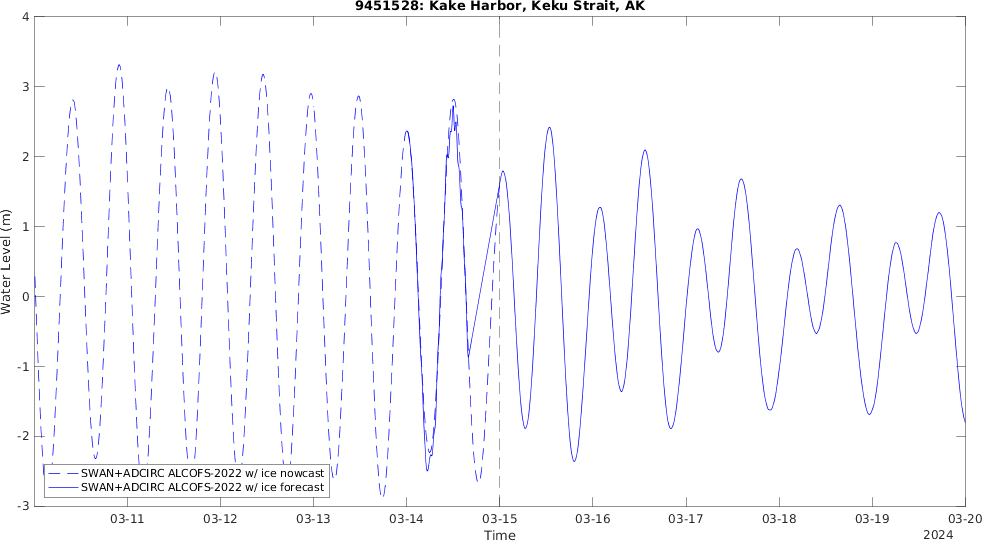 9451528: Kake Harbor, Keku Strait, AK
Water Level (m)
4
3
2
1
0
-1
-2
-3
SWAN+ADCIRC ALCOFS-2022 w/ ice nowcast
SWAN+ADCIRC ALCOFS-2022 w/ ice forecast
03-11 03-12 03-13 03-14 03-15 03-16 03-17 03-18 03-19 03-20
Time
2024